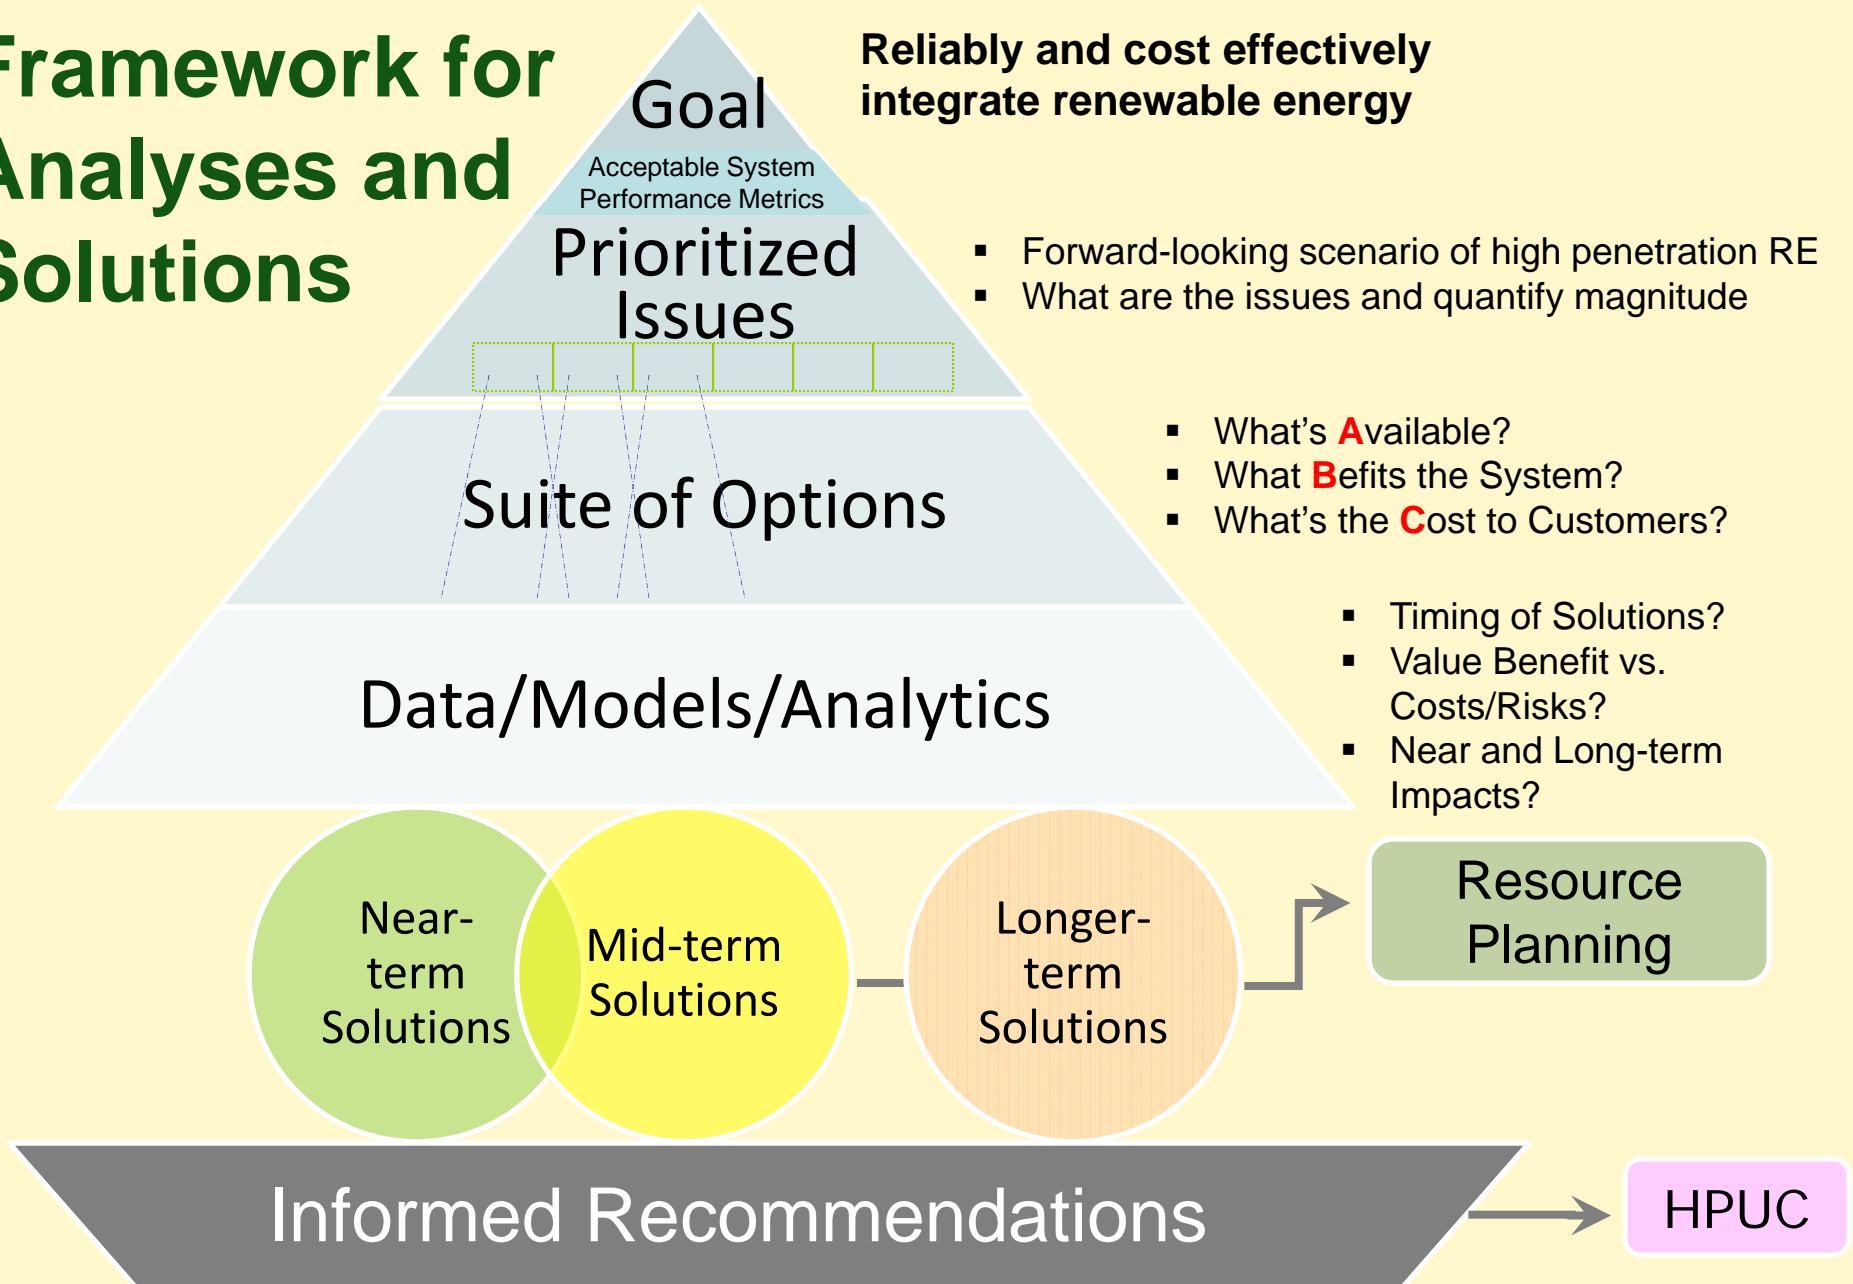 Framework for
Analyses and
Solutions
Goal
Acceptable System
Performance Metrics
Reliably and cost effectively
integrate renewable energy
Prioritized
Issues
▪ Forward-looking scenario of high penetration RE
▪ What are the issues and quantify magnitude
Suite of Options
▪ What's Available?
▪ What Befits the System?
▪ What's the Cost to Customers?
Data/Models/Analytics
▪ Timing of Solutions?
▪ Value Benefit vs.
Costs/Risks?
▪ Near and Long-term
Impacts?
Near-
term
Solutions
Mid-term
Solutions
Longer-
term
Solutions
Resource
Planning
Informed Recommendations
HPUC